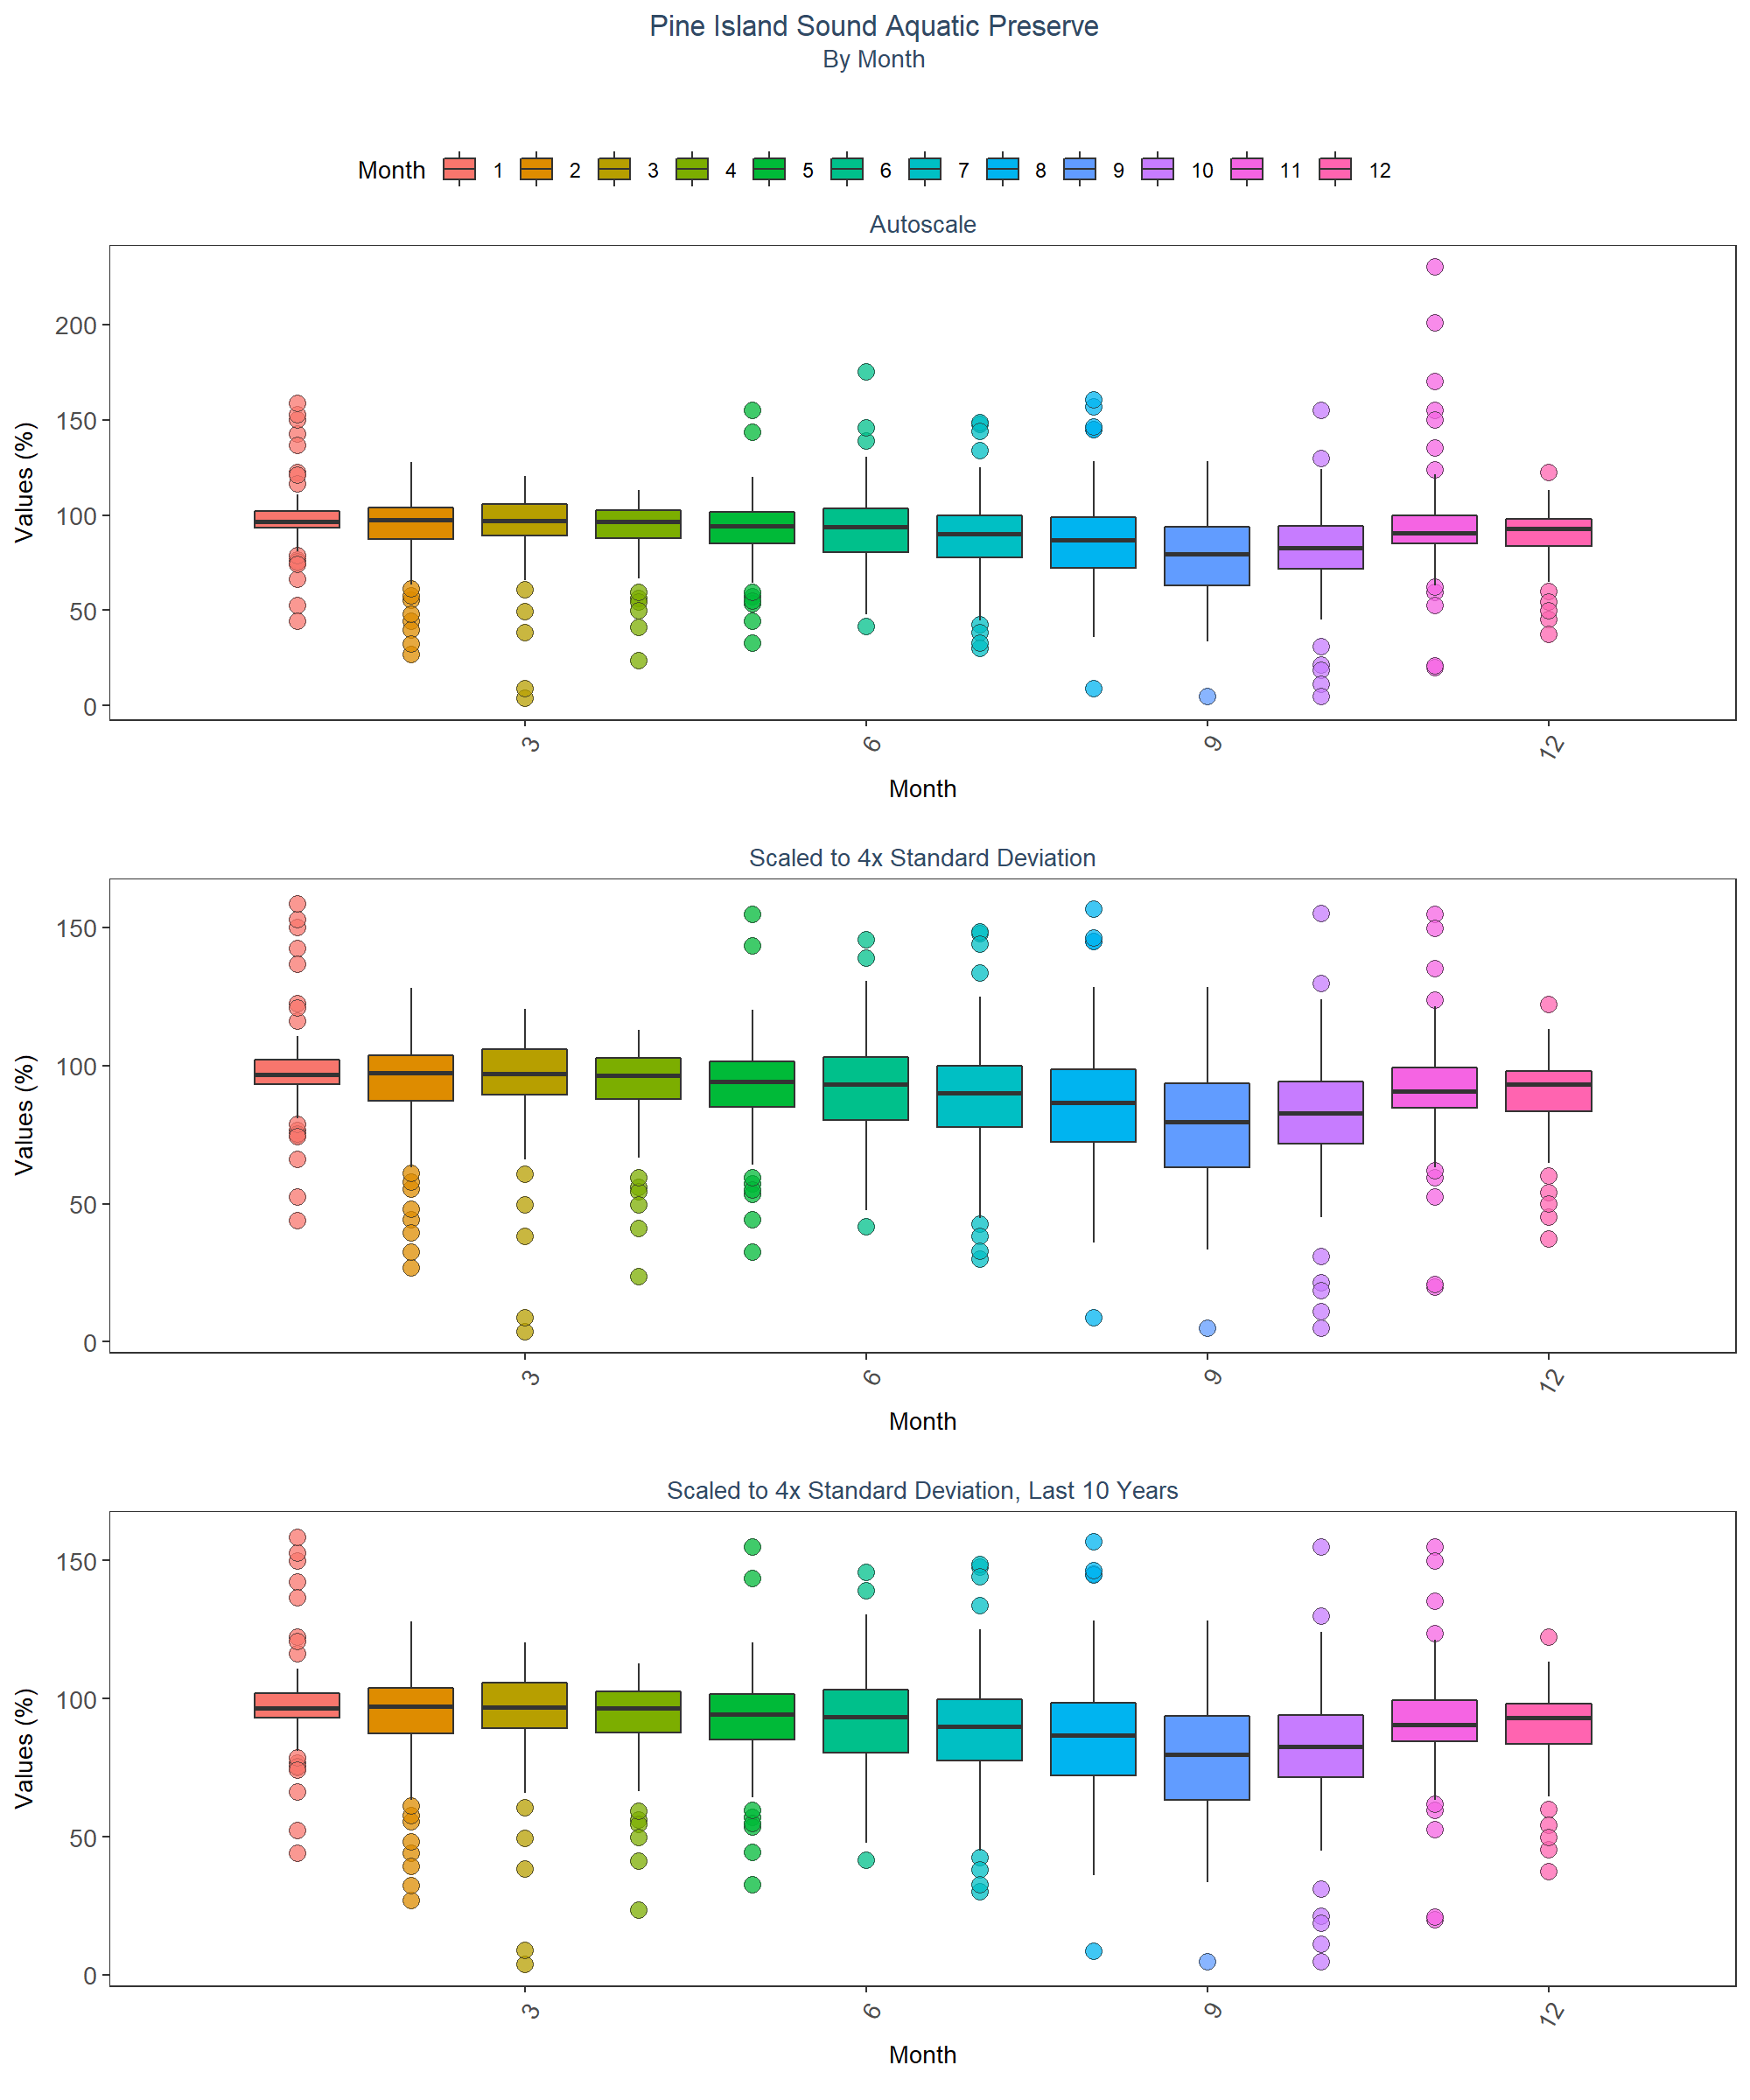 Pine Island Sound Aquatic Preserve
By Month
Month 1 2 3 4 5 6 7 8 9 10 11 12
Autoscale
Values (%)
200
150
100
50
0
3 6 9 12
Month
Scaled to 4x Standard Deviation
Values (%)
150
100
50
0
3 6 9 12
Month
Scaled to 4x Standard Deviation, Last 10 Years
Values (%)
150
100
50
0
3 6 9 12
Month